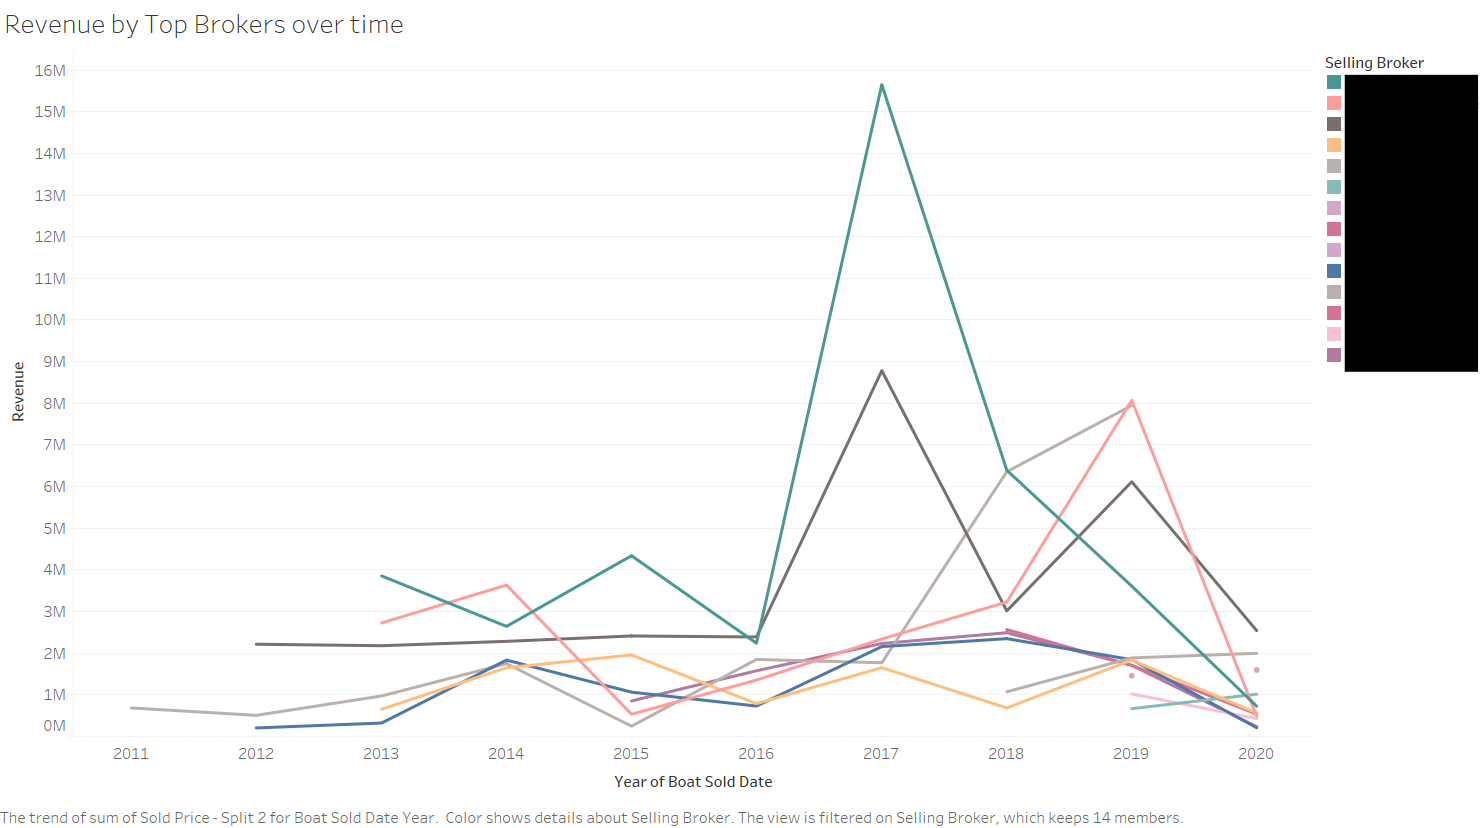 Revenue by Top Brokers over time
Selling Broker
16M
15M
14M
13M
12M
11M
10M
9M
8M
7M
6M
5M
4M
3M
2M
1M
0M
Revenue
2011 2012 2013 2014 2015 2016 2017 2018 2019 2020
Year of Boat Sold Date
The trend of sum of Sold Price - Split 2 for Boat Sold Date Year.  Color shows details about Selling Broker. The view is filtered on Selling Broker, which keeps 14 members.